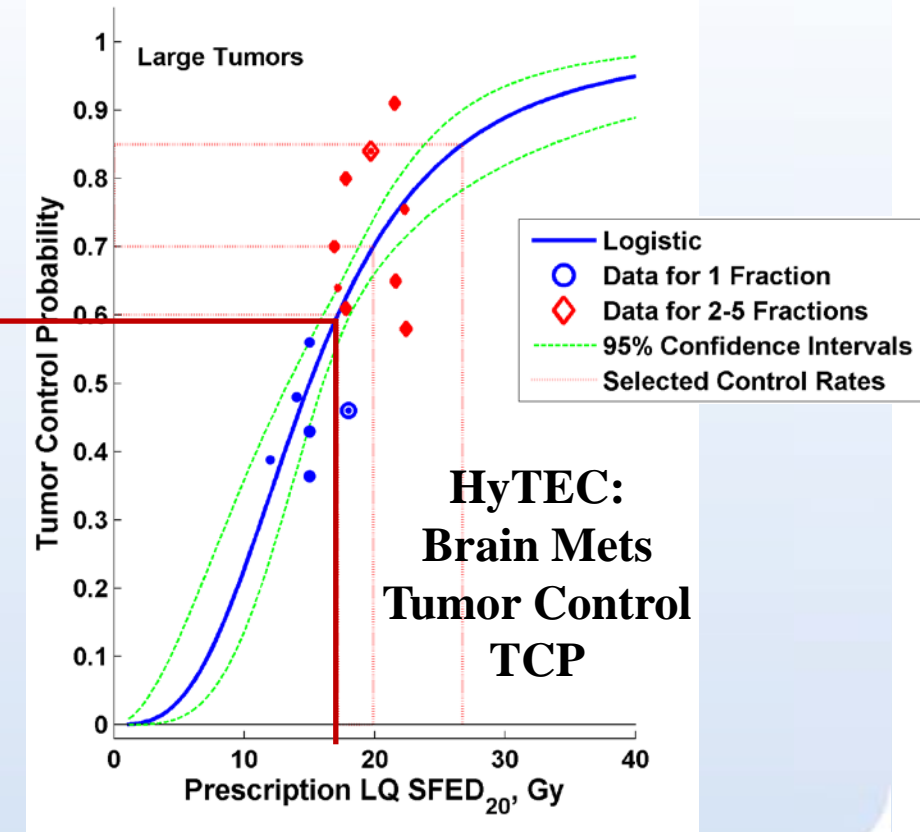 Large Tumors
1
0.9
0.8
0.7
0.6
0.5
0.4
0.3
0.2
0.1
0
Tumor Control Probability
0
10
20
30
40
Prescription LQ SFED20, Gy
Logistic
Data for 1 Fraction
Data for 2-5 Fractions
95% Confidence Intervals
Selected Control Rates
HyTEC:
Brain Mets
Tumor Control
TCP